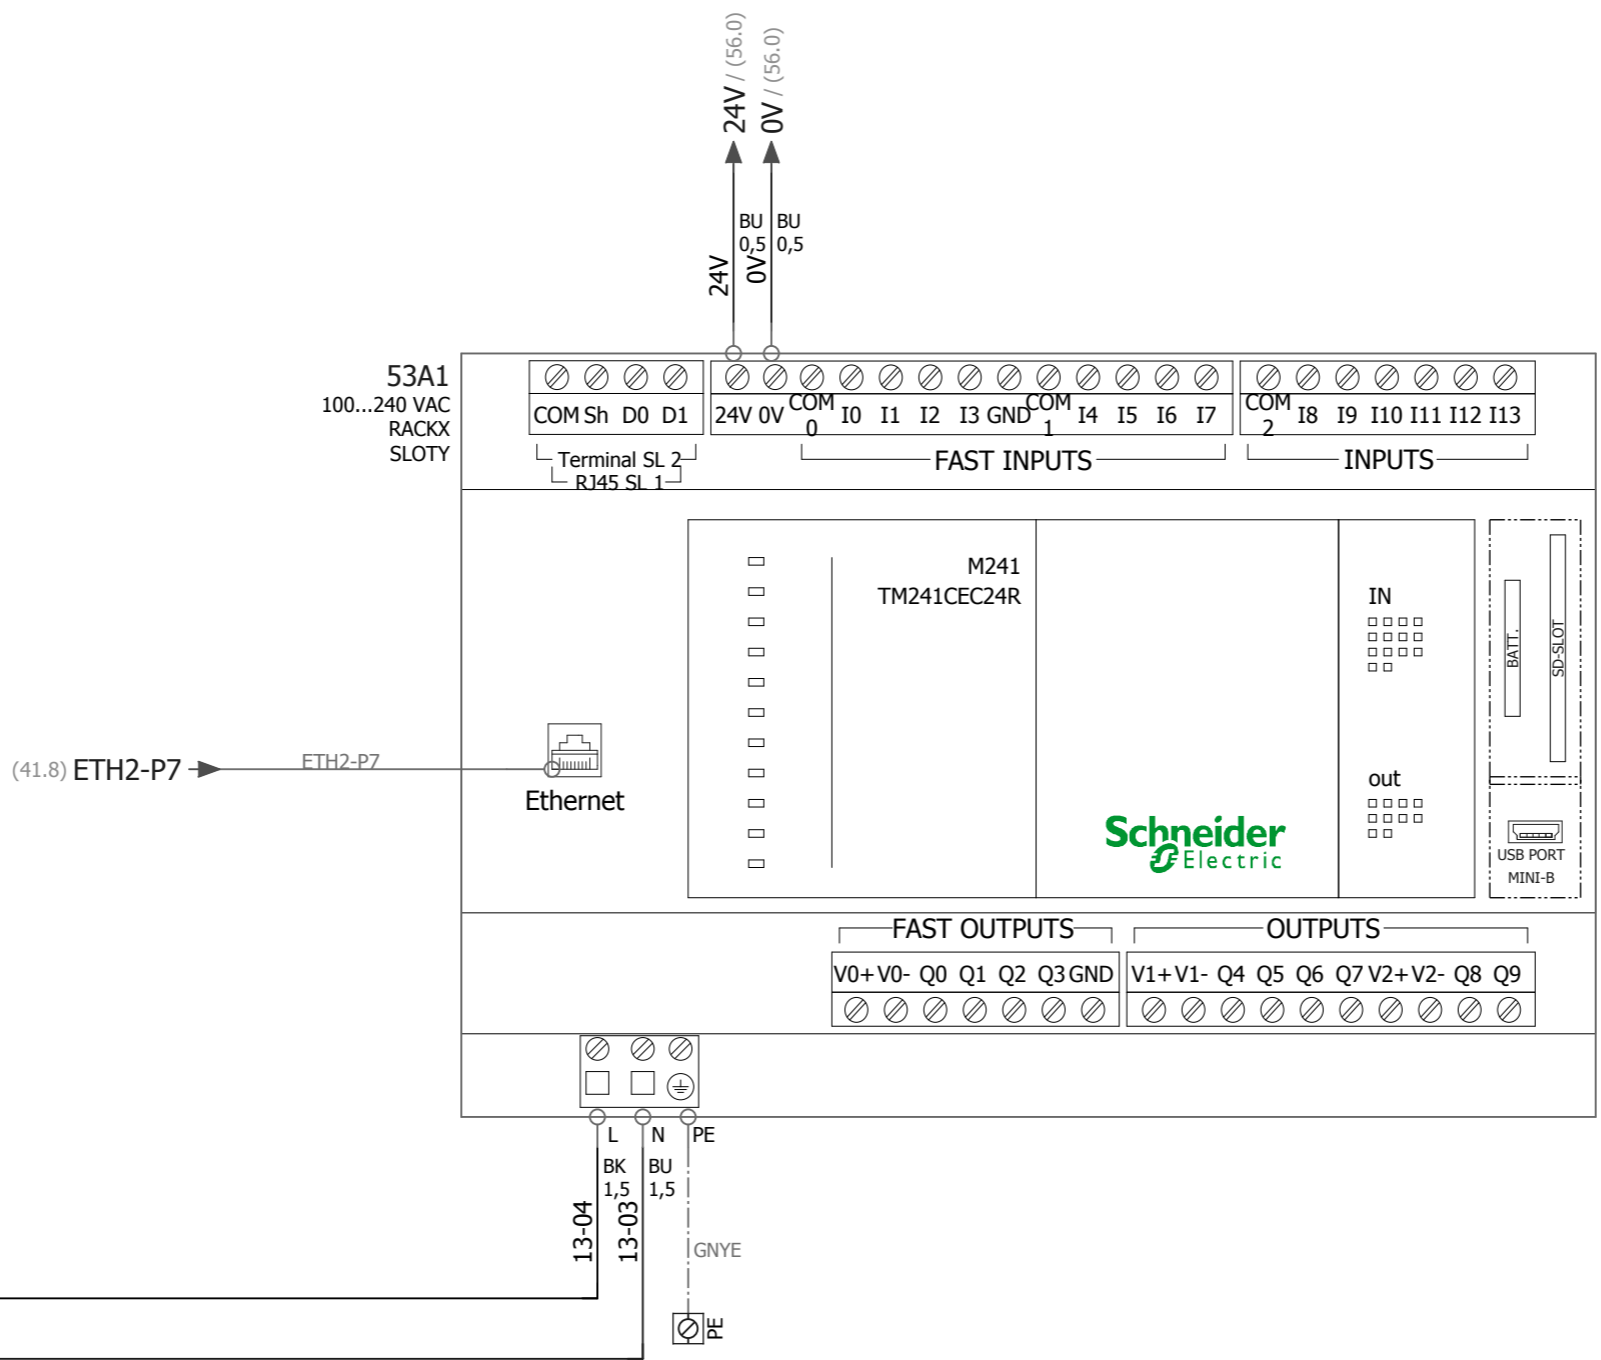 24V / (56.0)
0V / (56.0)
BU
0,5
BU
0,5
24V
0V
53A1
100...240 VAC
RACKX
SLOTY
COM Sh D0 D1
24V 0V COM 0 I0 I1 I2 I3 GND COM 1 I4 I5 I6 I7
COM 2 I8 I9 I10 I11 I12 I13
Terminal SL 2
RJ45 SL 1
FAST INPUTS
INPUTS
M241
TM241CEC24R
IN
BATT.
SD-SLOT
(41.8) ETH2-P7
ETH2-P7
Ethernet
out
Schneider
Electric
USB PORT
MINI-B
FAST OUTPUTS
OUTPUTS
V0+ V0- Q0 Q1 Q2 Q3 GND
V1+ V1- Q4 Q5 Q6 Q7 V2+ V2- Q8 Q9
L N PE
BK
1,5
BU
1,5
13-04
13-03
GNYE
PE